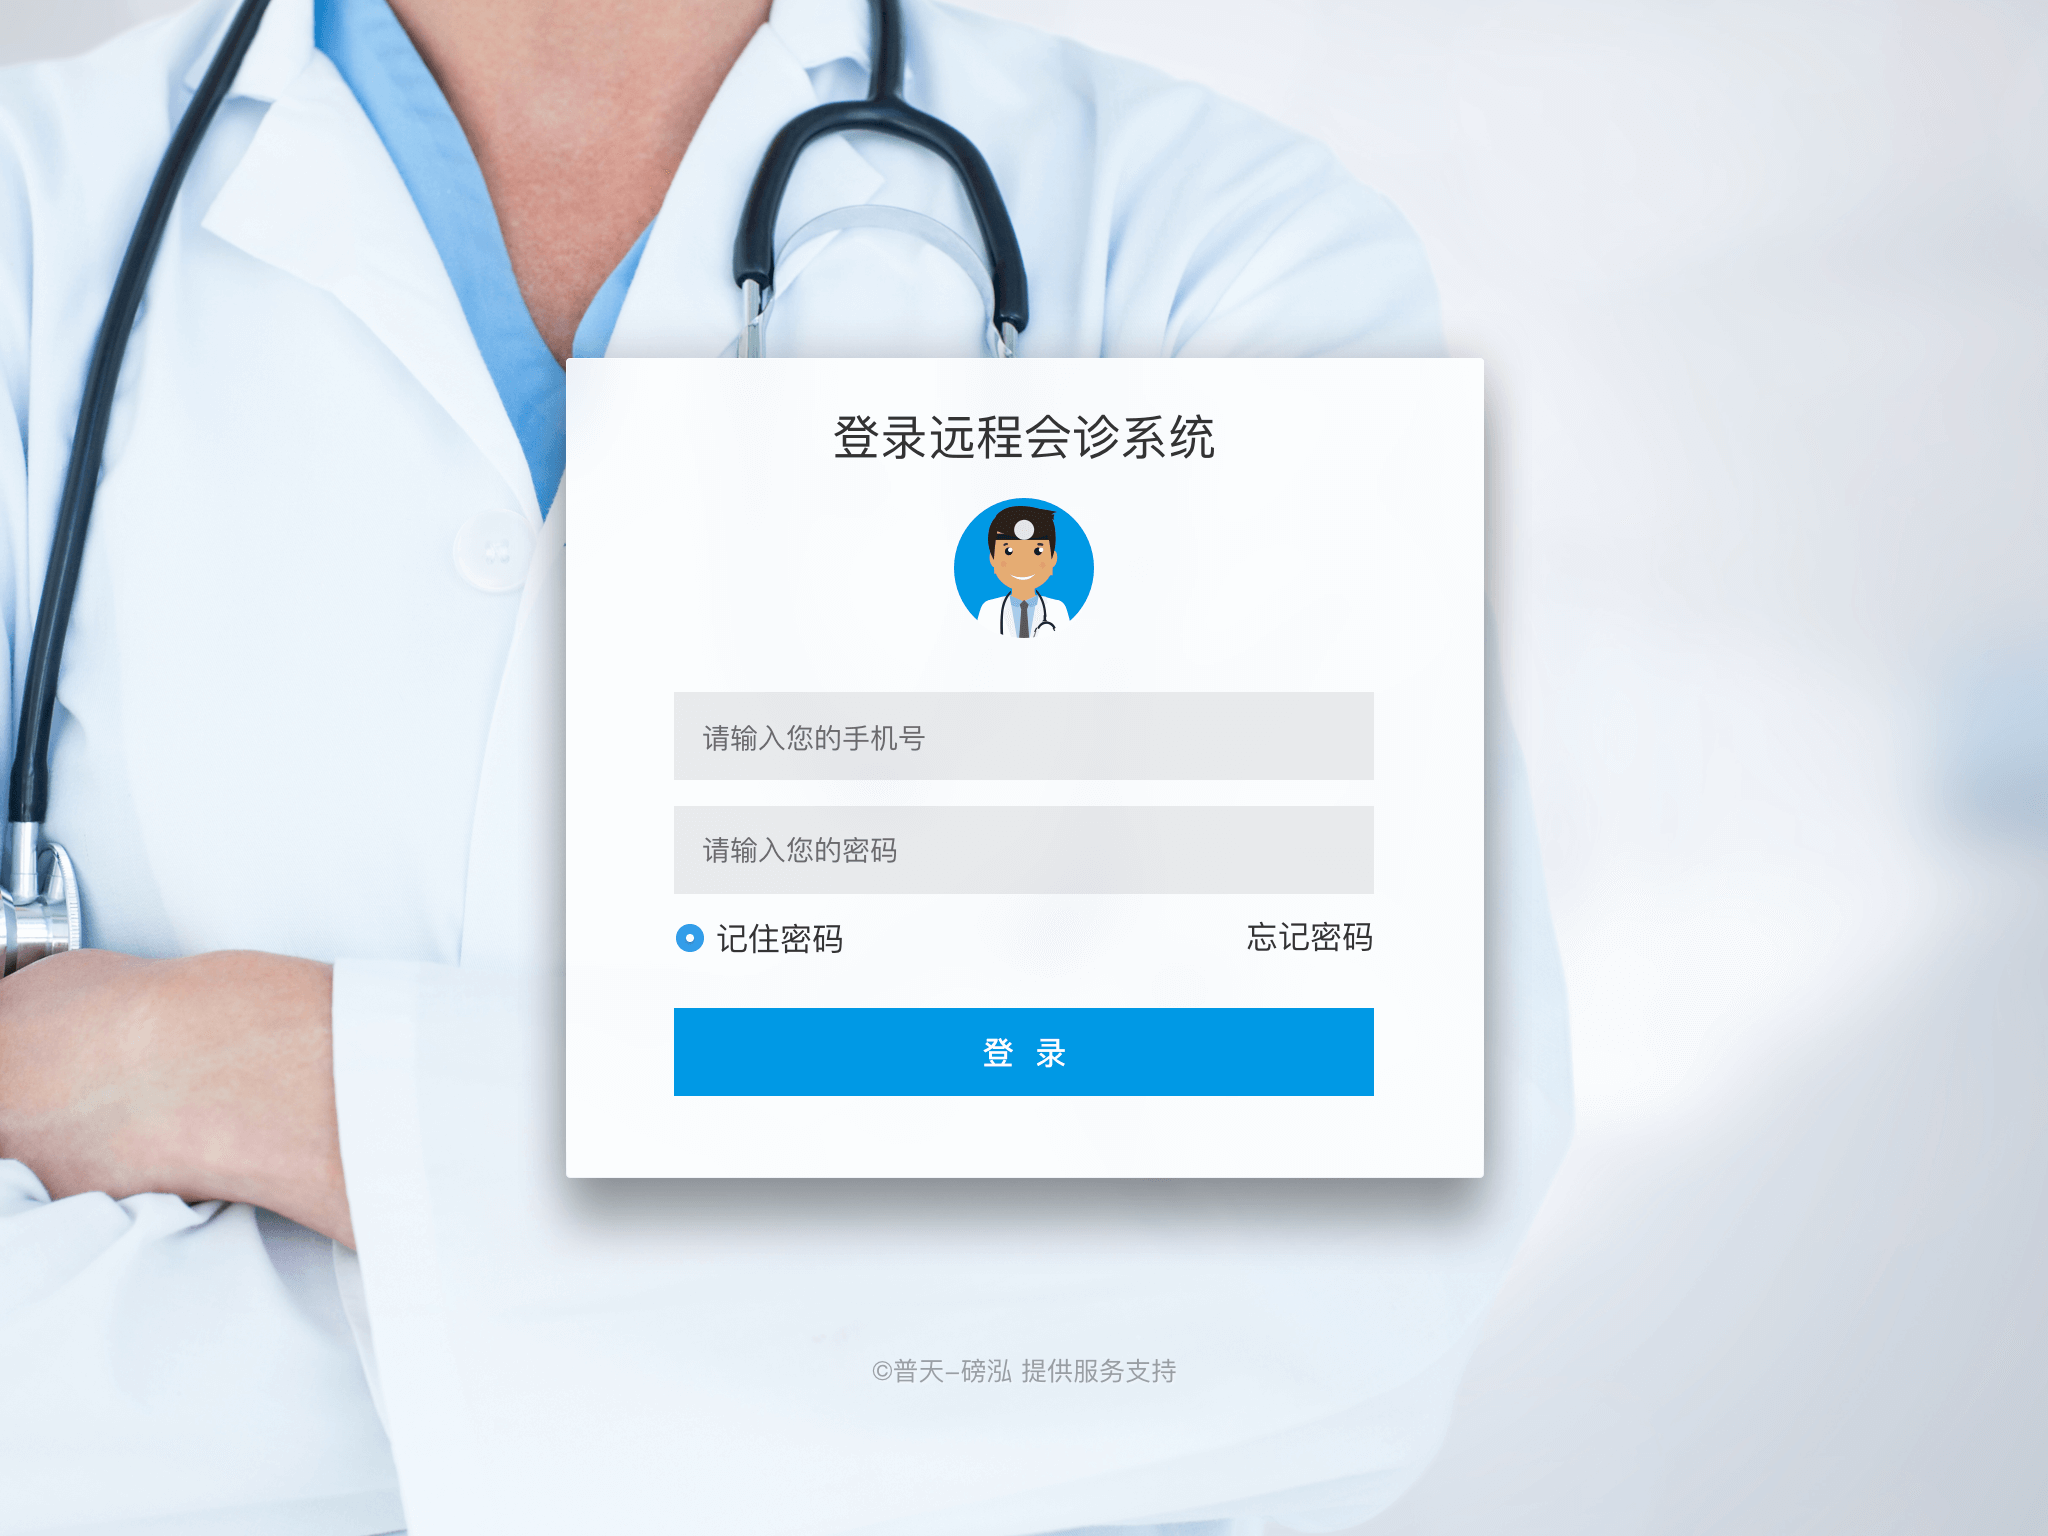 登录远程会诊系统
请输入您的手机号
请输入您的密码
记住密码
忘记密码
登 录
©普天–磅泓 提供服务支持